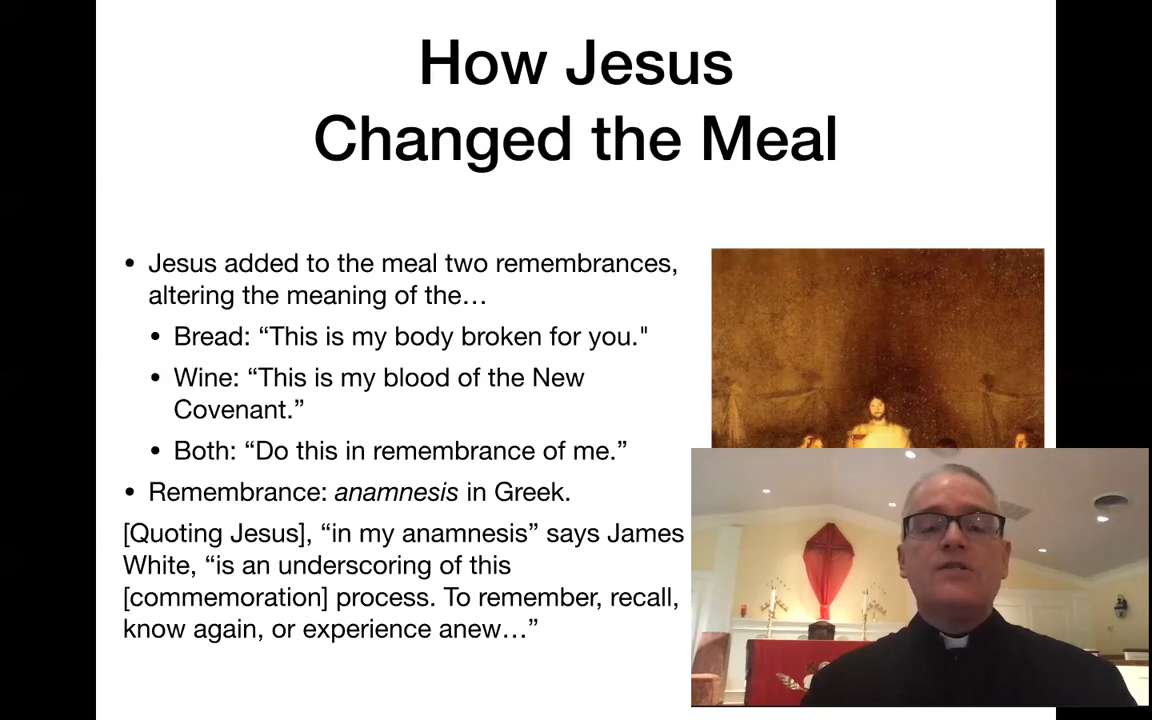 How Jesus
Changed the Meal
• Jesus added to the meal two remembrances,
altering the meaning of the…
• Bread: “This is my body broken for you."
• Wine: “This is my blood of the New
Covenant.”
• Both: “Do this in remembrance of me.”
• Remembrance: anamnesis in Greek.
[Quoting Jesus], “in my anamnesis” says James
White, “is an underscoring of this
[commemoration] process. To remember, recall,
know again, or experience anew…”